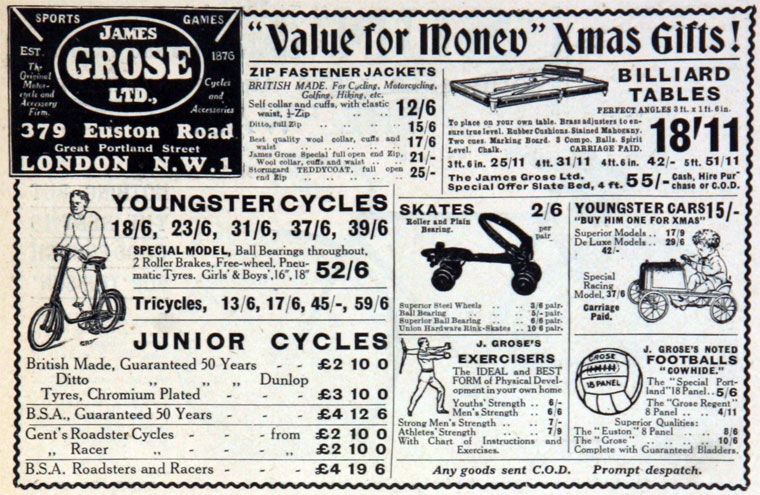 SPORTS GAMES
JAMES
GROSE
LTD.,
EST. 1876
The Original Motor-cycle and Accessory Firm.
Cycles and Accessories
379 Euston Road
Great Portland Street
LONDON N.W.1
"Value for Money" Xmas Gifts!
ZIP FASTENER JACKETS
BRITISH MADE. For Cycling, Motorcycling,
Golfing, Hiking, etc.
Self collar and cuffs, with elastic
waist, ½-Zip .. .. 12/6
Ditto, full Zip .. .. 15/6
Best quality wool collar, cuffs and
waist .. .. 17/6
James Grose Special full open end Zip,
Wool collar, cuffs and waist .. 21/-
Stormgard TEDDYCOAT, full open
end Zip .. .. 25/-
BILLIARD
TABLES
PERFECT ANGLES 3 ft. x 1 ft. 6 in.
To place on your own table. Brass adjusters to en-
sure true level. Rubber Cushions. Stained Mahogany.
Two cues. Marking Board. 3 Compo. Balls. Spirit
Level. Chalk. CARRIAGE PAID.
18'11
3 ft. 6 in. 25/11 4 ft. 31/11 4 ft. 6 in. 42/- 5 ft. 51/11
The James Grose Ltd.
Special Offer Slate Bed, 4 ft. 55/- Cash, Hire Pur-
chase or C.O.D.
YOUNGSTER CYCLES
18/6, 23/6, 31/6, 37/6, 39/6
SPECIAL MODEL, Ball Bearings throughout,
2 Roller Brakes, Free-wheel, Pneu-
matic Tyres. Girls' & Boys', 16", 18" 52/6
Tricycles, 13/6, 17/6, 45/-, 59/6
JUNIOR CYCLES
British Made, Guaranteed 50 Years - - £2 10 0
Ditto " " " Dunlop
Tyres, Chromium Plated - - - £3 10 0
B.S.A., Guaranteed 50 Years - - - £4 12 6
Gent's Roadster Cycles - - from £2 10 0
" Racer " - - " £2 10 0
B.S.A. Roadsters and Racers - - - £4 19 6
SKATES 2/6
Roller and Plain
Bearing.
per
pair.
Superior Steel Wheels .. .. 3/6 pair.
Ball Bearing .. .. 5/- pair.
Superior Ball Bearing .. .. 6/6 pair.
Union Hardware Rink-Skates .. 10 6 pair.
YOUNGSTER CARS 15/-
"BUY HIM ONE FOR XMAS"
Superior Models .. 17/9
De Luxe Models .. 29/6
42/-
Special
Racing
Model, 37/6
Carriage
Paid.
J. GROSE'S
EXERCISERS
The IDEAL and BEST
FORM of Physical Devel-
opment in your own home
Youths' Strength .. 6/-
Men's Strength .. 6/6
Strong Men's Strength .. 7/-
Athletes' Strength .. 7/9
With Chart of Instructions and
Exercises.
GROSE
18 PANEL
J. GROSE'S NOTED
FOOTBALLS
"COWHIDE."
The "Special Port-
land" 18 Panel .. 5/6
The "Grose Regent"
8 Panel .. 4/11
Superior Qualities:
The "Euston" 8 Panel .. 8/6
The "Grose" .. .. 10/6
Complete with Guaranteed Bladders.
Any goods sent C.O.D. Prompt despatch.